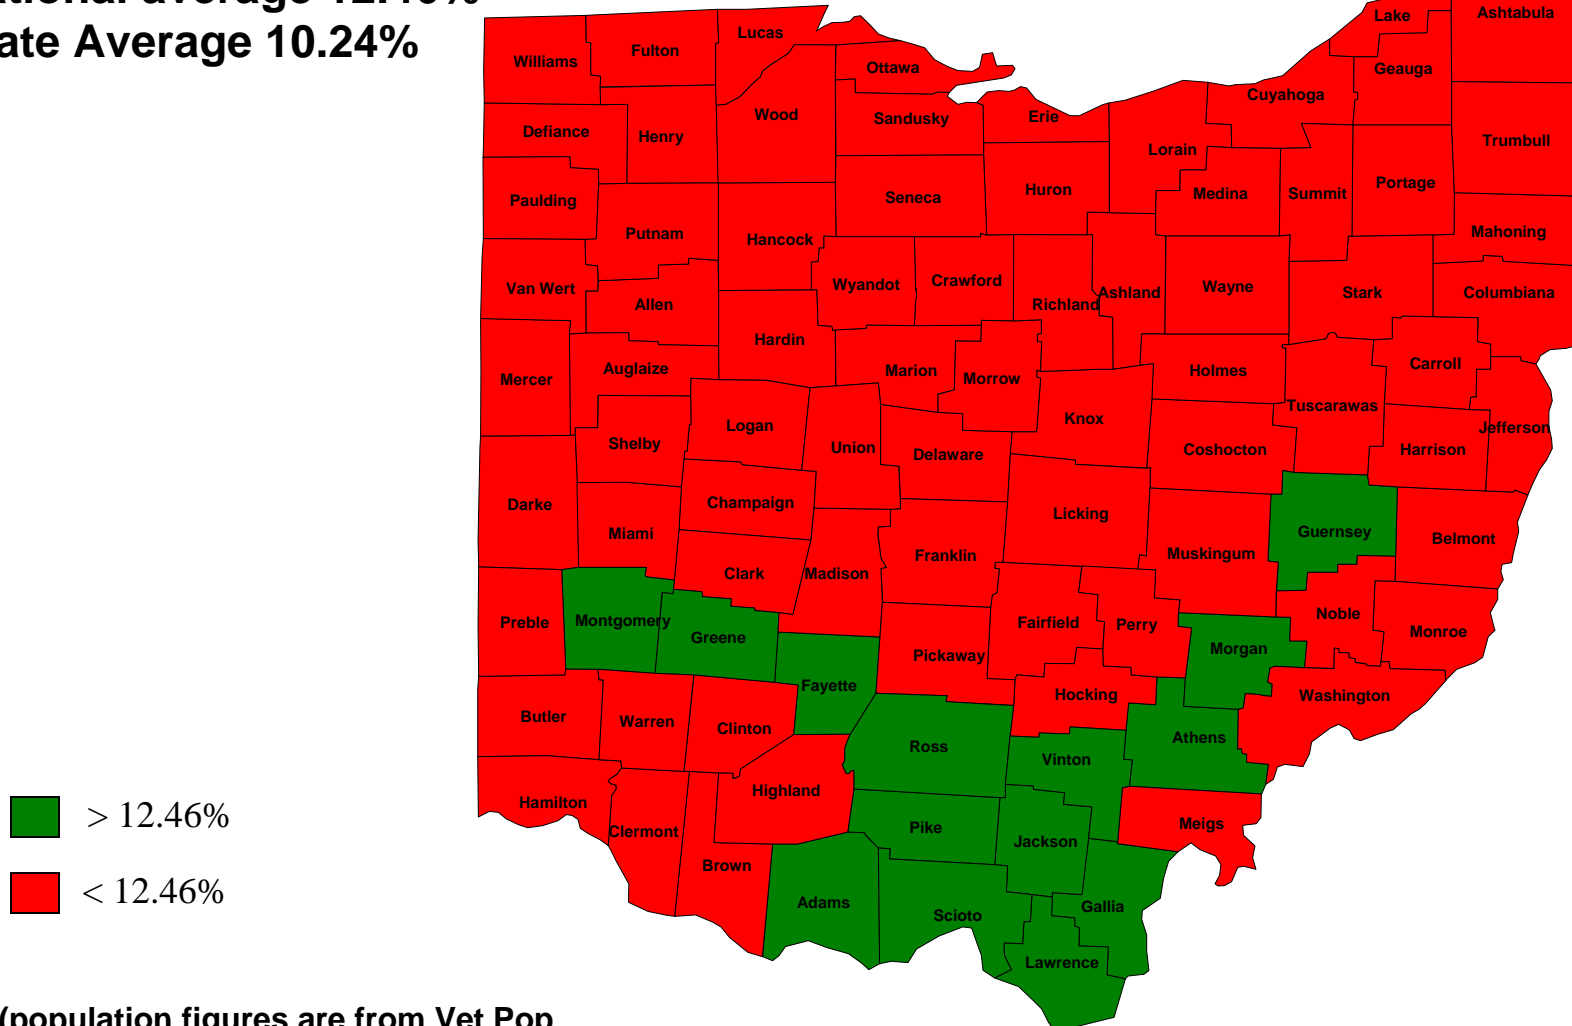 ate Average 10.24%
Lake
Ashtabula
Williams
Fulton
Lucas
Ottawa
Geauga
Cuyahoga
Defiance
Henry
Wood
Sandusky
Erie
Lorain
Trumbull
Paulding
Putnam
Hancock
Seneca
Huron
Medina
Summit
Portage
Mahoning
Van Wert
Allen
Wyandot
Crawford
Richland
Ashland
Wayne
Stark
Columbiana
Hardin
Mercer
Auglaize
Marion
Morrow
Holmes
Carroll
Tuscarawas
Jefferson
Shelby
Logan
Union
Delaware
Knox
Coshocton
Harrison
Darke
Miami
Champaign
Licking
Muskingum
Guernsey
Belmont
Clark
Madison
Franklin
Preble
Montgomery
Greene
Fairfield
Perry
Noble
Monroe
Morgan
Pickaway
Fayette
Hocking
Washington
Butler
Warren
Clinton
Ross
Vinton
Athens
Highland
Hamilton
Clermont
Pike
Jackson
Meigs
Brown
Adams
Scioto
Gallia
Lawrence
> 12.46%
< 12.46%
(population figures are from Vet Pop